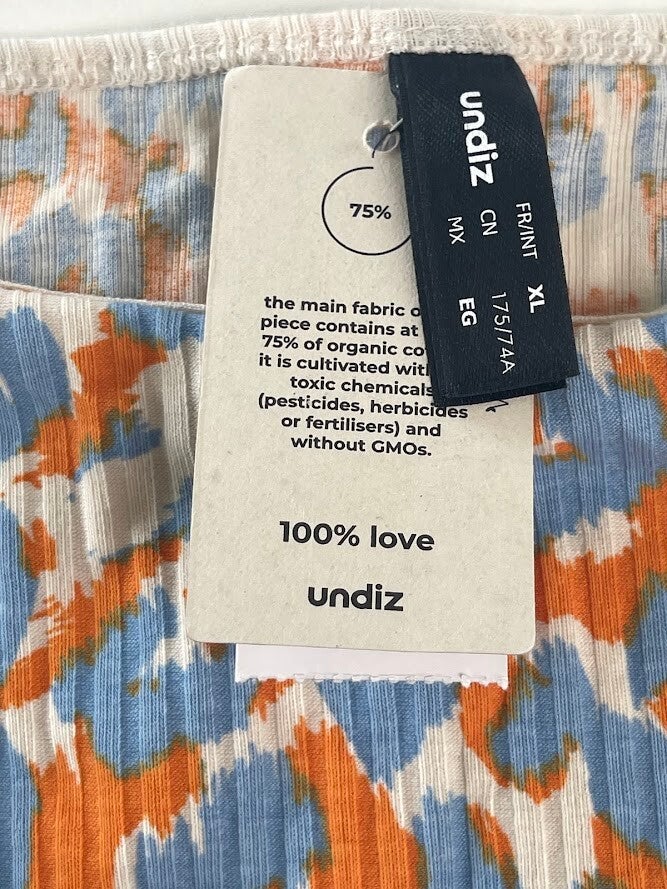 75%
the main fabric o
piece contains at
75% of organic co
it is cultivated with
toxic chemicals
(pesticides, herbicides
or fertilisers) and
without GMOs.
100% love
undiz
undiz
FR/INT XL
CN 175/74A
MX EG